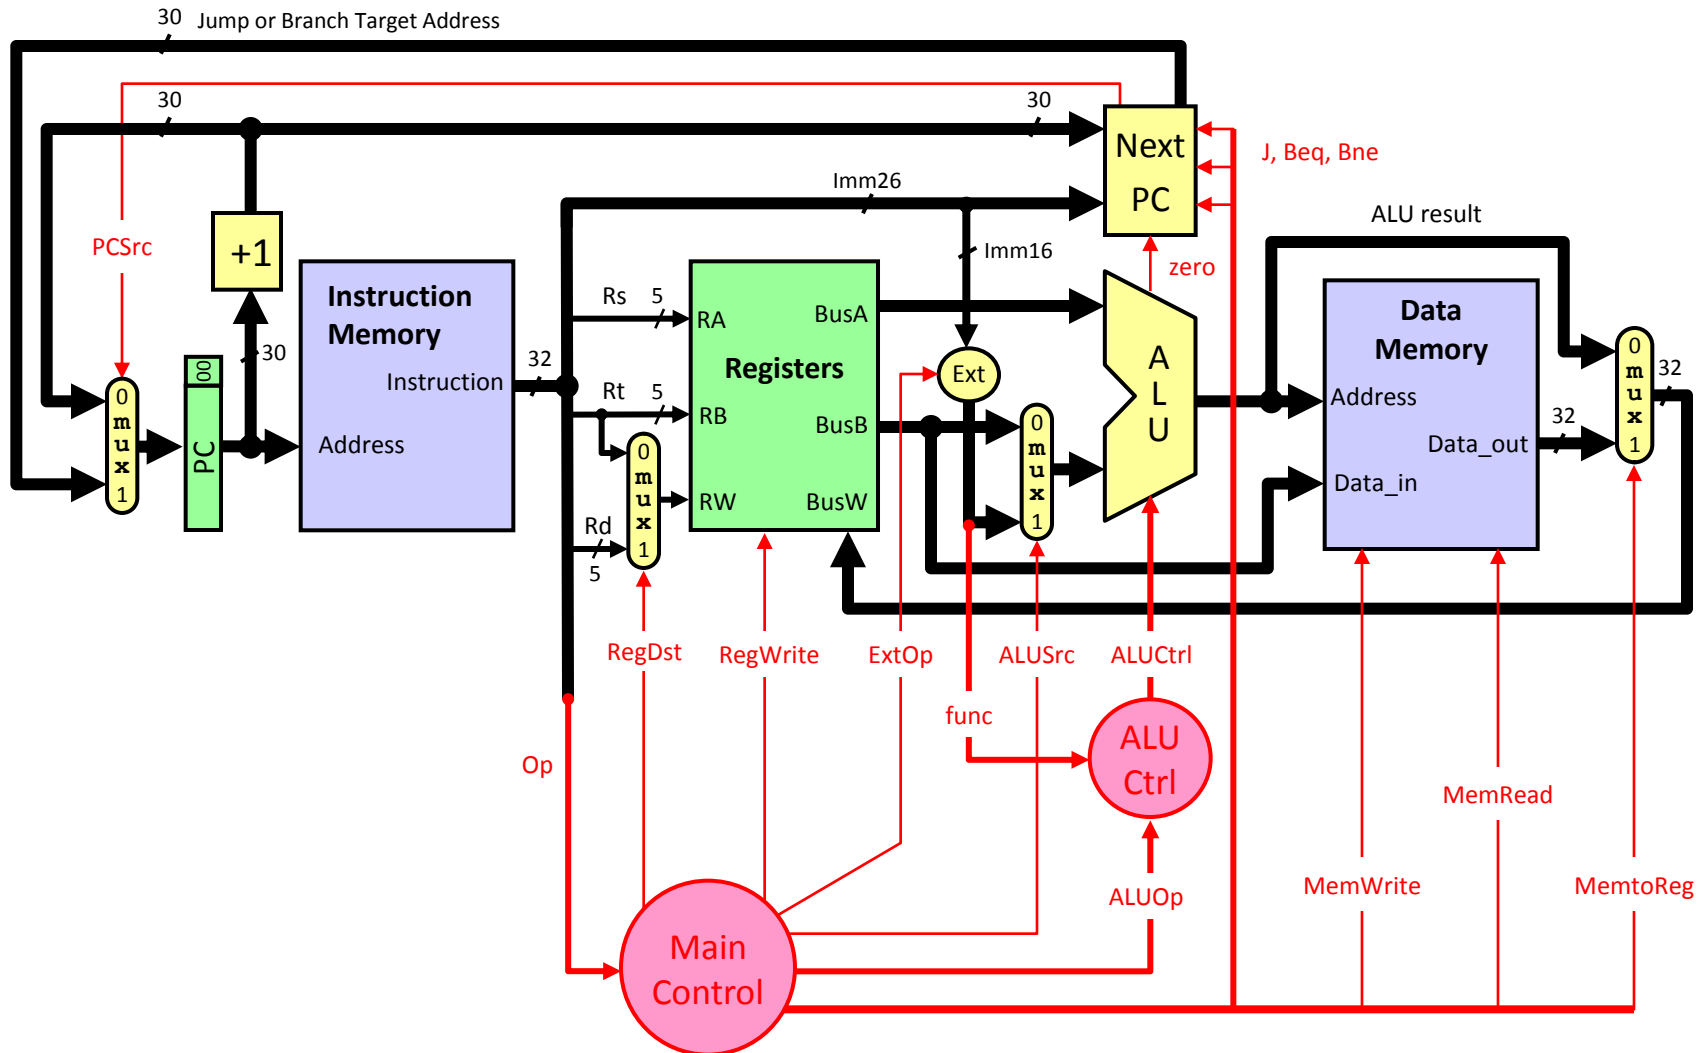 30 Jump or Branch Target Address
30
30
Next
PC
J, Beq, Bne
Imm26
ALU result
PCSrc
+1
Imm16
zero
Instruction
Memory
Rs 5
RA
BusA
Data
Memory
30
32
Registers
Ext
A
L
U
0
m
u
x
1
32
00
PC
Instruction
Rt 5
RB
BusB
Address
0
m
u
x
1
Address
0
m
u
x
1
0
m
u
x
1
32
Data_out
RW
BusW
Data_in
Rd
5
RegDst
RegWrite
ExtOp
ALUSrc
ALUCtrl
func
ALU
Ctrl
Op
MemRead
ALUOp
MemWrite
MemtoReg
Main
Control